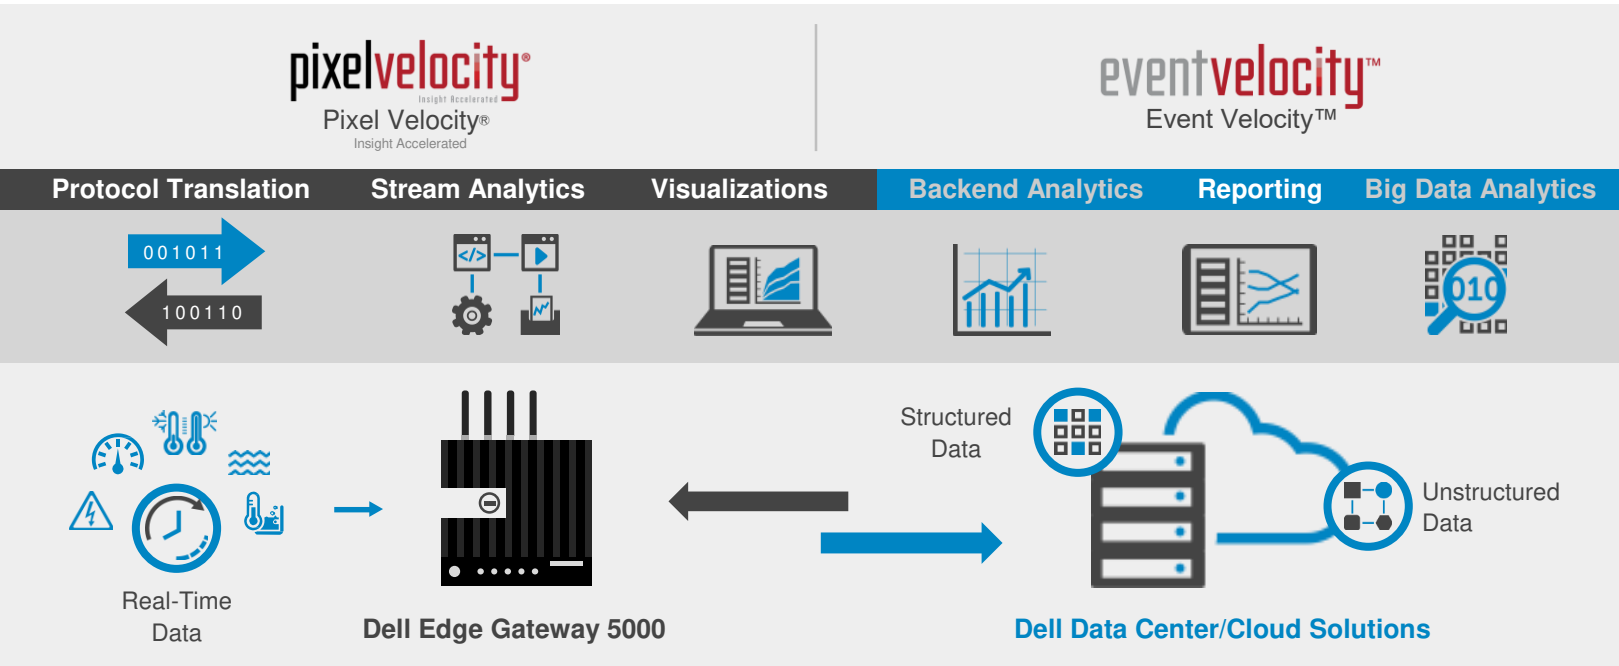 pixelvelocity®
Insight Accelerated
Pixel Velocity®
Insight Accelerated
eventvelocity™
Event Velocity™
Protocol Translation
Stream Analytics
Visualizations
Backend Analytics
Reporting
Big Data Analytics
001011
100110
</>
010
Structured
Data
Unstructured
Data
Real-Time
Data
Dell Edge Gateway 5000
Dell Data Center/Cloud Solutions